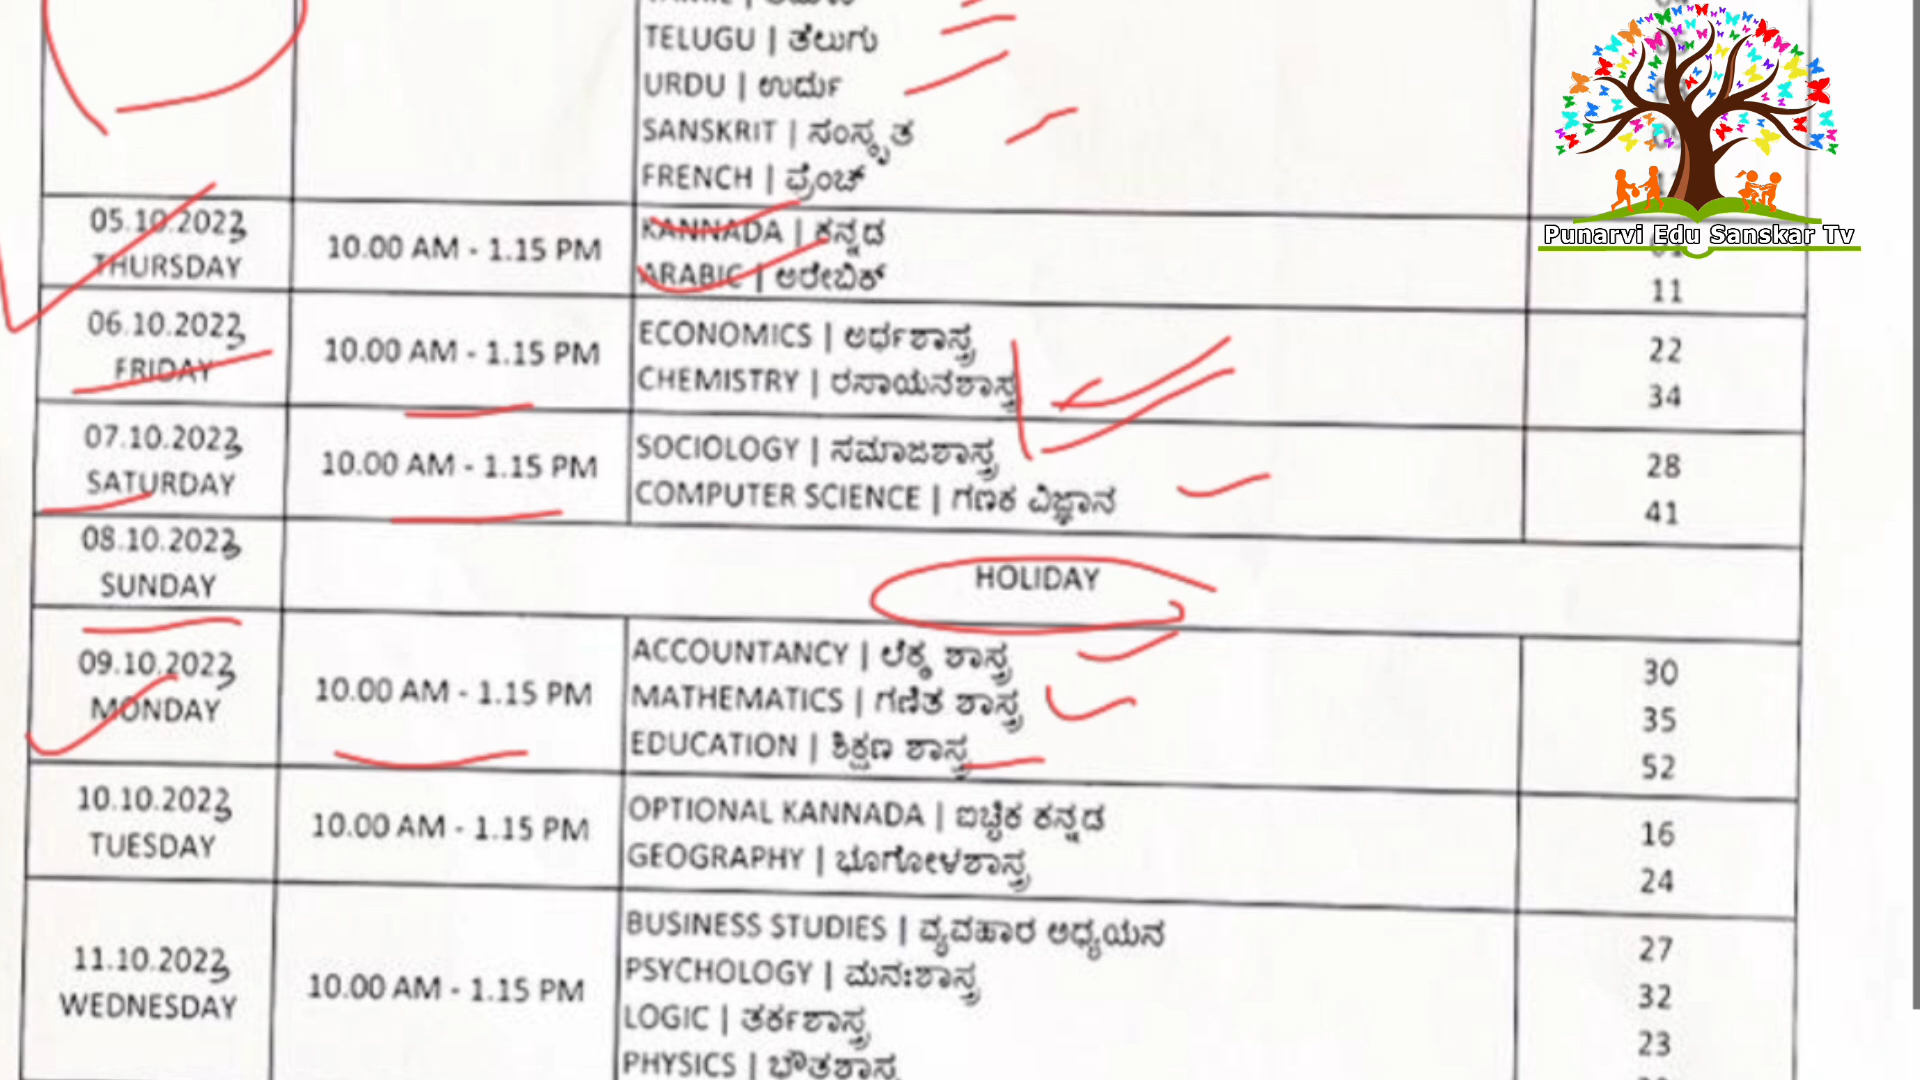 TELUGU | ತೆಲುಗು
URDU | ಉರ್ದು
SANSKRIT | ಸಂಸ್ಕೃತ
FRENCH | ಫ್ರೆಂಚ್
05.10.2023
THURSDAY
10.00 AM - 1.15 PM
KANNADA | ಕನ್ನಡ
ARABIC | ಅರೇಬಿಕ್
01
11
06.10.2023
FRIDAY
10.00 AM - 1.15 PM
ECONOMICS | ಅರ್ಥಶಾಸ್ತ್ರ
CHEMISTRY | ರಸಾಯನಶಾಸ್ತ್ರ
22
34
07.10.2023
SATURDAY
10.00 AM - 1.15 PM
SOCIOLOGY | ಸಮಾಜಶಾಸ್ತ್ರ
COMPUTER SCIENCE | ಗಣಕ ವಿಜ್ಞಾನ
28
41
08.10.2023
SUNDAY
HOLIDAY
09.10.2023
MONDAY
10.00 AM - 1.15 PM
ACCOUNTANCY | ಲೆಕ್ಕ ಶಾಸ್ತ್ರ
MATHEMATICS | ಗಣಿತ ಶಾಸ್ತ್ರ
EDUCATION | ಶಿಕ್ಷಣ ಶಾಸ್ತ್ರ
30
35
52
10.10.2023
TUESDAY
10.00 AM - 1.15 PM
OPTIONAL KANNADA | ಐಚ್ಛಿಕ ಕನ್ನಡ
GEOGRAPHY | ಭೂಗೋಳಶಾಸ್ತ್ರ
16
24
11.10.2023
WEDNESDAY
10.00 AM - 1.15 PM
BUSINESS STUDIES | ವ್ಯವಹಾರ ಅಧ್ಯಯನ
PSYCHOLOGY | ಮನಃಶಾಸ್ತ್ರ
LOGIC | ತರ್ಕಶಾಸ್ತ್ರ
PHYSICS | ಭೌತಶಾಸ್ತ್ರ
27
32
23
Punarvi Edu Sanskar Tv